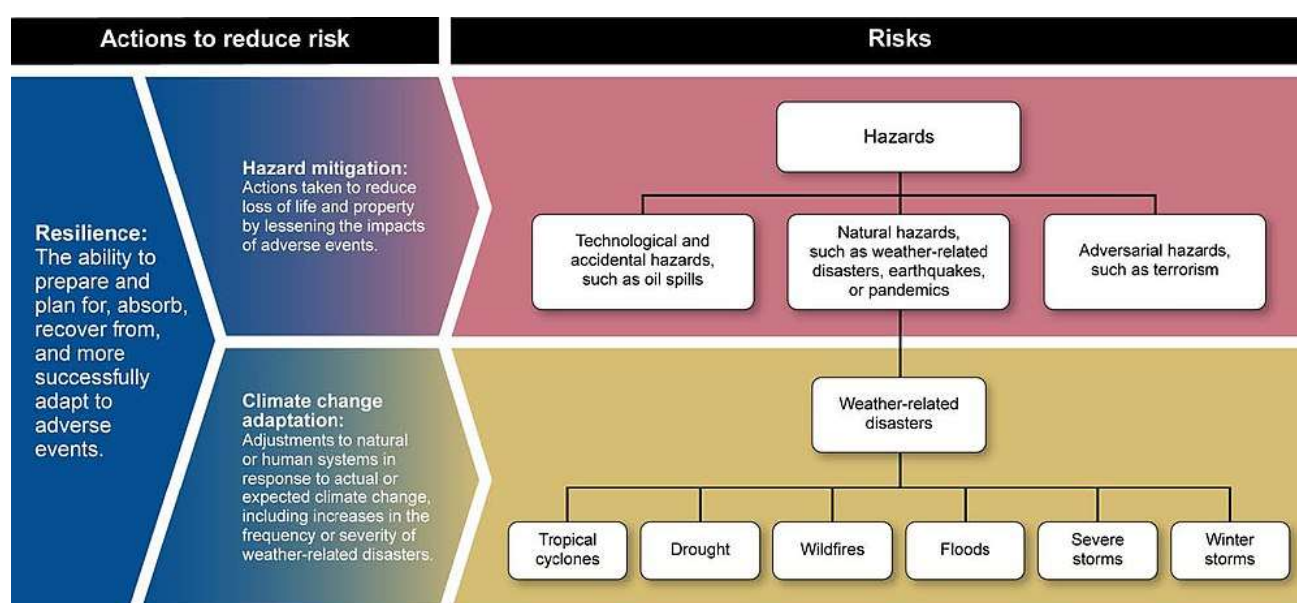 Actions to reduce risk
Risks
Resilience:
The ability to
prepare and
plan for, absorb,
recover from,
and more
successfully
adapt to
adverse
events.
Hazard mitigation:
Actions taken to reduce
loss of life and property
by lessening the impacts
of adverse events.
Climate change
adaptation:
Adjustments to natural
or human systems in
response to actual or
expected climate change,
including increases in the
frequency or severity of
weather-related disasters.
Hazards
Technological and
accidental hazards,
such as oil spills
Natural hazards,
such as weather-related
disasters, earthquakes,
or pandemics
Adversarial hazards,
such as terrorism
Weather-related
disasters
Tropical
cyclones
Drought
Wildfires
Floods
Severe
storms
Winter
storms